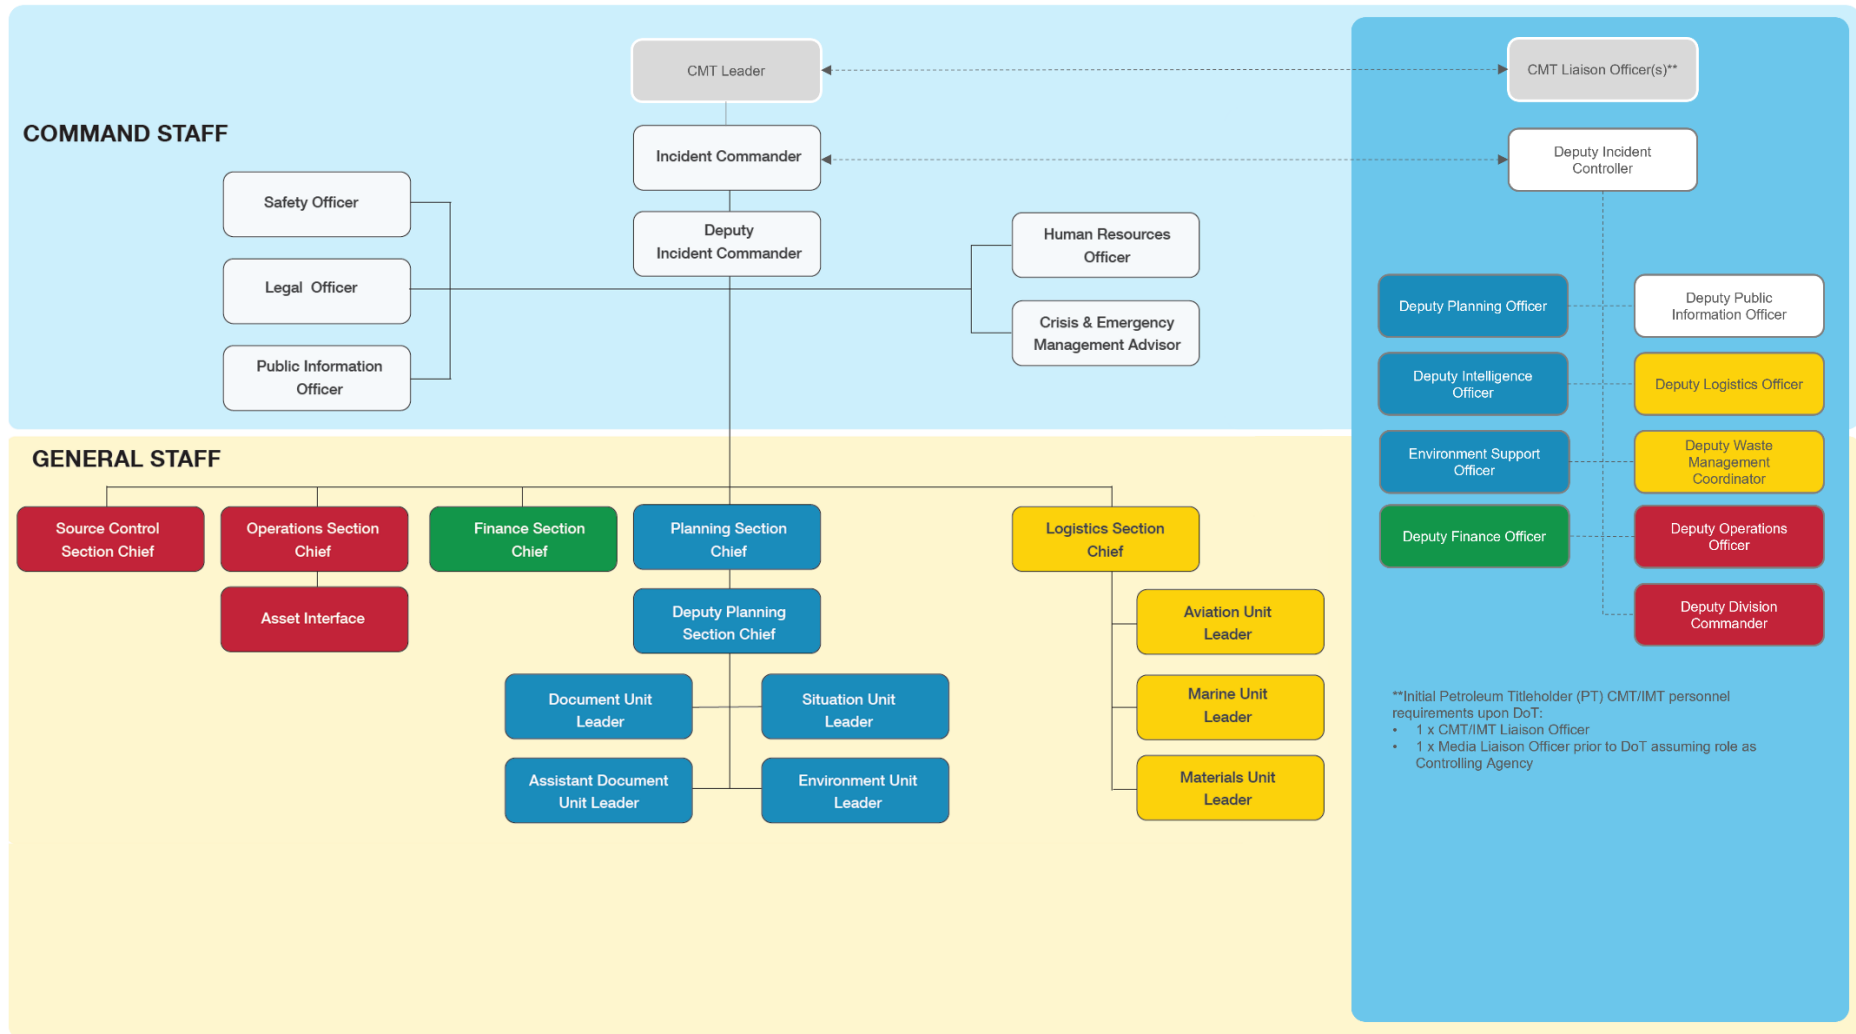 COMMAND STAFF
CMT Leader
Incident Commander
Deputy
Incident Commander
Safety Officer
Legal Officer
Public Information
Officer
Human Resources
Officer
Crisis & Emergency
Management Advisor
GENERAL STAFF
Source Control
Section Chief
Operations Section
Chief
Asset Interface
Finance Section
Chief
Planning Section
Chief
Deputy Planning
Section Chief
Document Unit
Leader
Situation Unit
Leader
Assistant Document
Unit Leader
Environment Unit
Leader
Logistics Section
Chief
Aviation Unit
Leader
Marine Unit
Leader
Materials Unit
Leader
CMT Liaison Officer(s)**
Deputy Incident
Controller
Deputy Planning Officer
Deputy Public
Information Officer
Deputy Intelligence
Officer
Deputy Logistics Officer
Environment Support
Officer
Deputy Waste
Management
Coordinator
Deputy Finance Officer
Deputy Operations
Officer
Deputy Division
Commander
**Initial Petroleum Titleholder (PT) CMT/IMT personnel
requirements upon DoT:
• 1 x CMT/IMT Liaison Officer
• 1 x Media Liaison Officer prior to DoT assuming role as
Controlling Agency